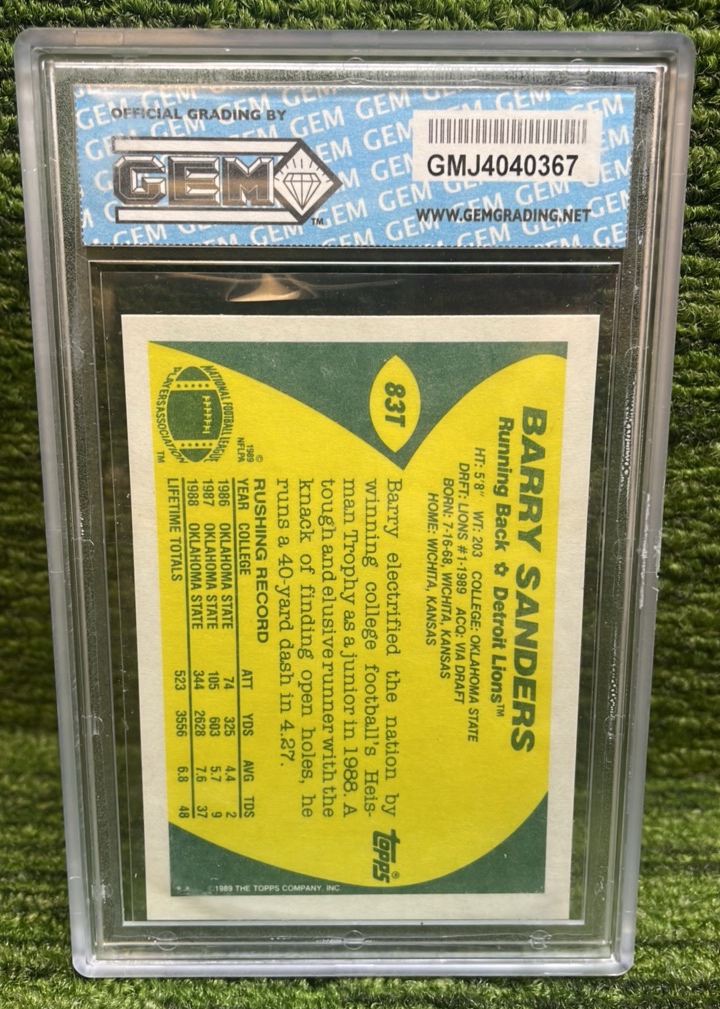 OFFICIAL GRADING BY
GEM
TM
GMJ4040367
WWW.GEMGRADING.NET
83T
BARRY SANDERS
Running Back ✩ Detroit Lions™
HT: 5'8" WT: 203 COLLEGE: OKLAHOMA STATE
DRFT: LIONS #1-1989 ACQ: VIA DRAFT
BORN: 7-16-68, WICHITA, KANSAS
HOME: WICHITA, KANSAS
Barry electrified the nation by
winning college football's Heis-
man Trophy as a junior in 1988. A
tough and elusive runner with the
knack of finding open holes, he
runs a 40-yard dash in 4.27.
topps®
NATIONAL FOOTBALL LEAGUE
PLAYERS ASSOCIATION
TM
©
1989
NFLPA
RUSHING RECORD
YEAR COLLEGE ATT YDS AVG TDS
1986 OKLAHOMA STATE 74 325 4.4 2
1987 OKLAHOMA STATE 105 603 5.7 9
1988 OKLAHOMA STATE 344 2628 7.6 37
LIFETIME TOTALS 523 3556 6.8 48
* * ©1989 THE TOPPS COMPANY, INC